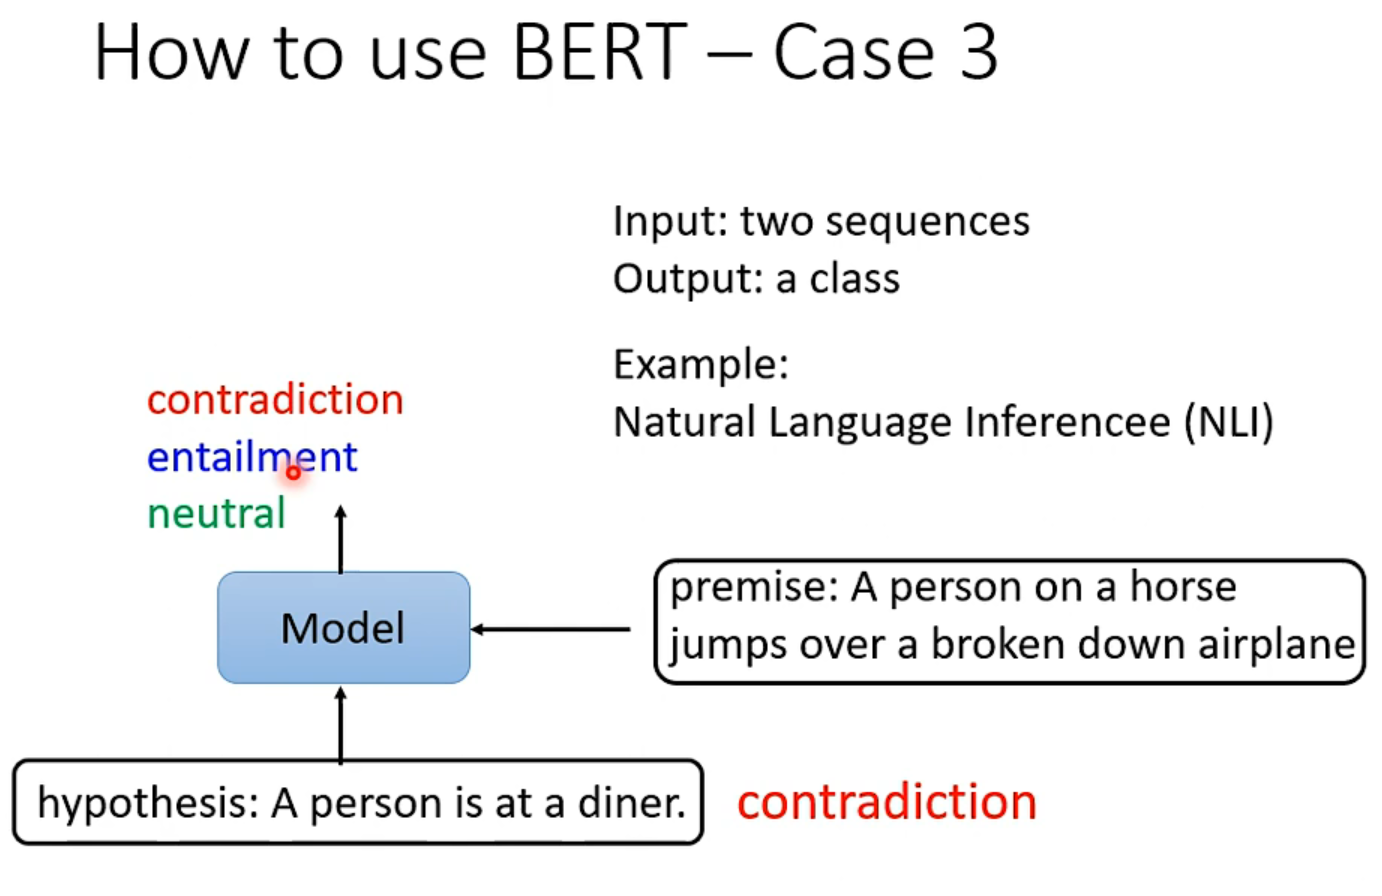 How to use BERT – Case 3
Input: two sequences
Output: a class
Example:
Natural Language Inferencee (NLI)
contradiction
entailment
neutral
Model
premise: A person on a horse
jumps over a broken down airplane
hypothesis: A person is at a diner.
contradiction